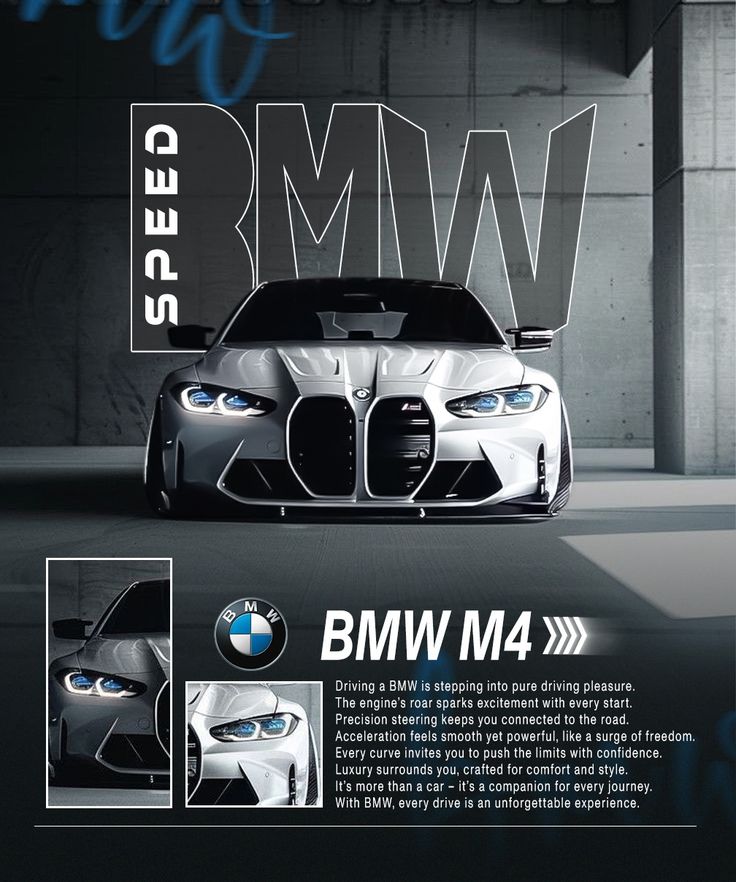 mw
BMW
SPEED
BMW
BMW M4
Driving a BMW is stepping into pure driving pleasure.
The engine's roar sparks excitement with every start.
Precision steering keeps you connected to the road.
Acceleration feels smooth yet powerful, like a surge of freedom.
Every curve invites you to push the limits with confidence.
Luxury surrounds you, crafted for comfort and style.
It's more than a car – it's a companion for every journey.
With BMW, every drive is an unforgettable experience.